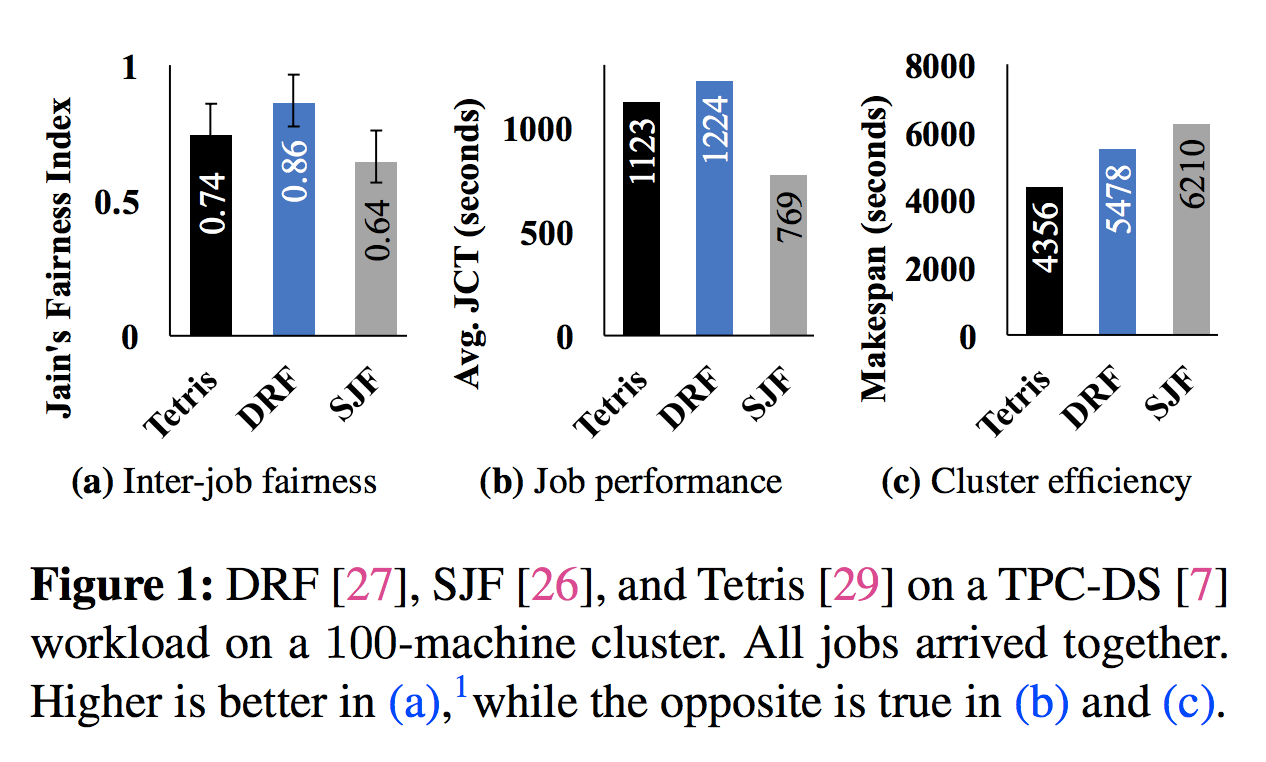 Jain's Fairness Index
1
0.5
0
0.74
0.86
0.64
Tetris
DRF
SJF
(a) Inter-job fairness
Avg. JCT (seconds)
1000
500
0
1123
1224
769
Tetris
DRF
SJF
(b) Job performance
Makespan (seconds)
8000
6000
4000
2000
0
4356
5478
6210
Tetris
DRF
SJF
(c) Cluster efficiency
Figure 1: DRF [27], SJF [26], and Tetris [29] on a TPC-DS [7]
workload on a 100-machine cluster. All jobs arrived together.
Higher is better in (a),¹while the opposite is true in (b) and (c).